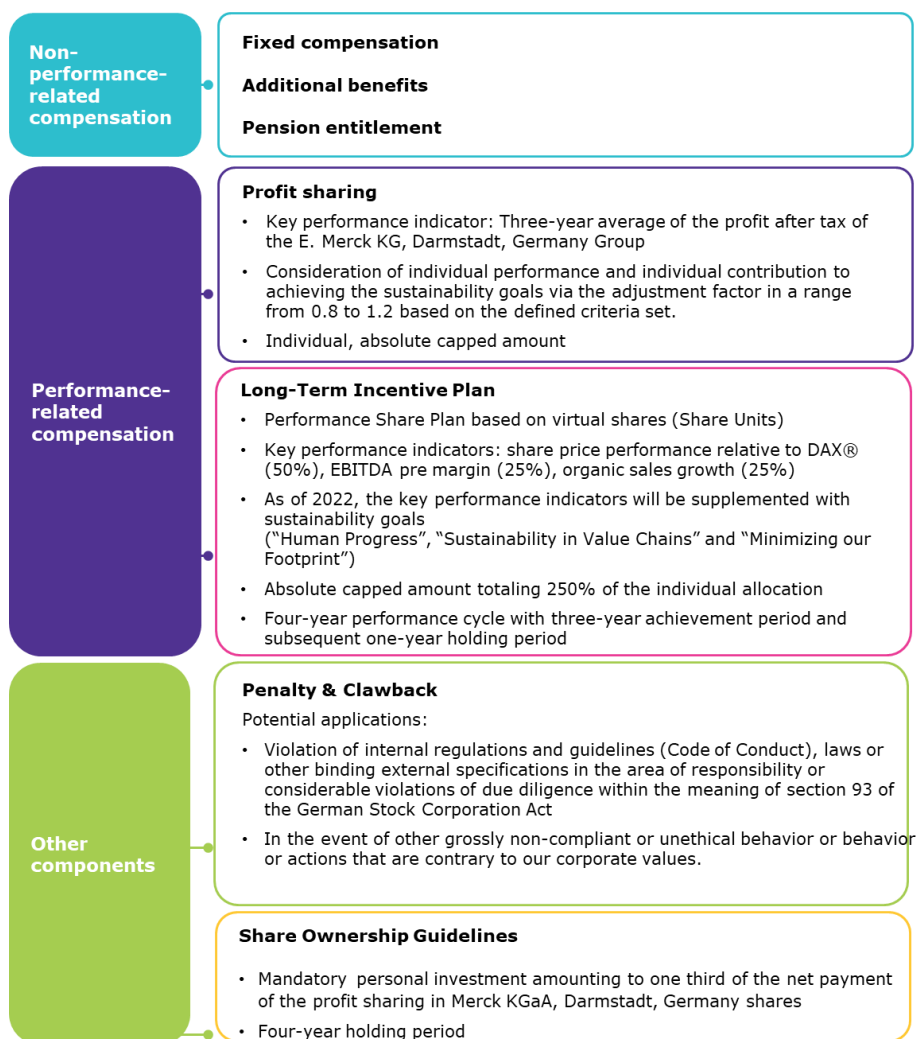 Non-
performance-
related
compensation
Fixed compensation
Additional benefits
Pension entitlement
Performance-
related
compensation
Profit sharing
• Key performance indicator: Three-year average of the profit after tax of
the E. Merck KG, Darmstadt, Germany Group
• Consideration of individual performance and individual contribution to
achieving the sustainability goals via the adjustment factor in a range
from 0.8 to 1.2 based on the defined criteria set.
• Individual, absolute capped amount
Long-Term Incentive Plan
• Performance Share Plan based on virtual shares (Share Units)
• Key performance indicators: share price performance relative to DAX®
(50%), EBITDA pre margin (25%), organic sales growth (25%)
• As of 2022, the key performance indicators will be supplemented with
sustainability goals
(“Human Progress”, “Sustainability in Value Chains” and “Minimizing our
Footprint”)
• Absolute capped amount totaling 250% of the individual allocation
• Four-year performance cycle with three-year achievement period and
subsequent one-year holding period
Other
components
Penalty & Clawback
Potential applications:
• Violation of internal regulations and guidelines (Code of Conduct), laws or
other binding external specifications in the area of responsibility or
considerable violations of due diligence within the meaning of section 93 of
the German Stock Corporation Act
• In the event of other grossly non-compliant or unethical behavior or behavior
or actions that are contrary to our corporate values.
Share Ownership Guidelines
• Mandatory personal investment amounting to one third of the net payment
of the profit sharing in Merck KGaA, Darmstadt, Germany shares
• Four-year holding period